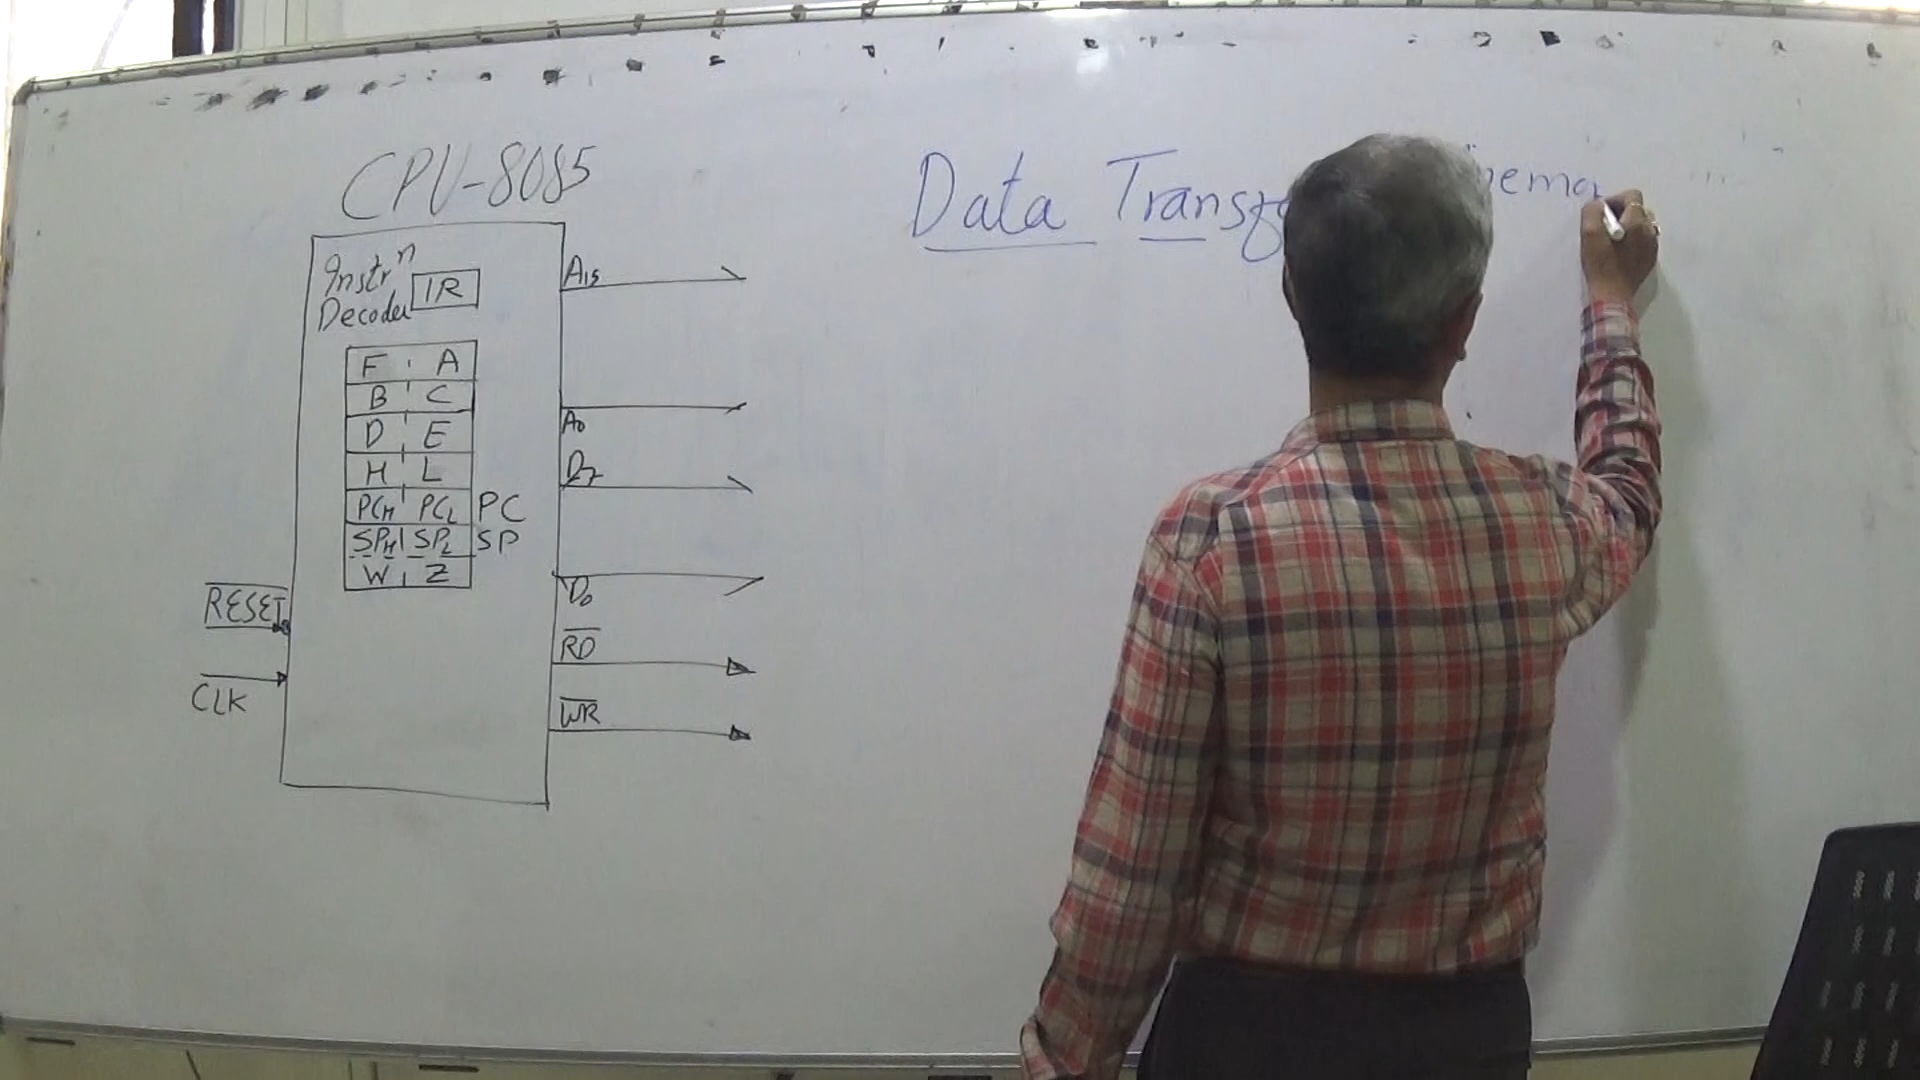 CPU-8085
Data Transf
Instrn
Decoder
IR
A15
F A
B C
D E
H L
PCH PCL PC
SPH SPL SP
W Z
A0
D7
D0
RD
WR
RESET
CLK